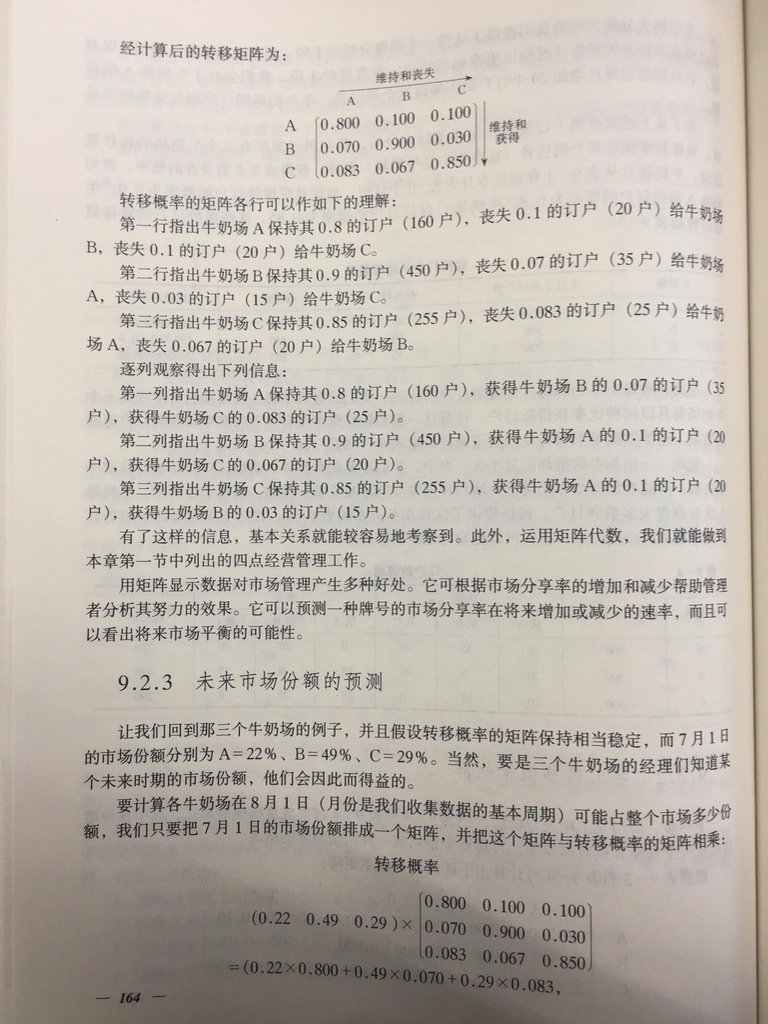 经计算后的转移矩阵为：
维持和丧失
A B C
A 0.800 0.100 0.100
B 0.070 0.900 0.030
C 0.083 0.067 0.850
维持和
获得
转移概率的矩阵各行可以作如下的理解：
第一行指出牛奶场 A 保持其 0.8 的订户（160 户），丧失 0.1 的订户（20 户）给牛奶场
B，丧失 0.1 的订户（20 户）给牛奶场 C。
第二行指出牛奶场 B 保持其 0.9 的订户（450 户），丧失 0.07 的订户（35 户）给牛奶场
A，丧失 0.03 的订户（15 户）给牛奶场 C。
第三行指出牛奶场 C 保持其 0.85 的订户（255 户），丧失 0.083 的订户（25 户）给牛奶
场 A，丧失 0.067 的订户（20 户）给牛奶场 B。
逐列观察得出下列信息：
第一列指出牛奶场 A 保持其 0.8 的订户（160 户），获得牛奶场 B 的 0.07 的订户（35
户），获得牛奶场 C 的 0.083 的订户（25 户）。
第二列指出牛奶场 B 保持其 0.9 的订户（450 户），获得牛奶场 A 的 0.1 的订户（20
户），获得牛奶场 C 的 0.067 的订户（20 户）。
第三列指出牛奶场 C 保持其 0.85 的订户（255 户），获得牛奶场 A 的 0.1 的订户（20
户），获得牛奶场 B 的 0.03 的订户（15 户）。
有了这样的信息，基本关系就能较容易地考察到。此外，运用矩阵代数，我们就能做到
本章第一节中列出的四点经营管理工作。
用矩阵显示数据对市场管理产生多种好处。它可根据市场分享率的增加和减少帮助管理
者分析其努力的效果。它可以预测一种牌号的市场分享率在将来增加或减少的速率，而且可
以看出将来市场平衡的可能性。
9.2.3 未来市场份额的预测
让我们回到那三个牛奶场的例子，并且假设转移概率的矩阵保持相当稳定，而 7 月 1 日
的市场份额分别为 A＝22％、B＝49％、C＝29％。当然，要是三个牛奶场的经理们知道某
个未来时期的市场份额，他们会因此而得益的。
要计算各牛奶场在 8 月 1 日（月份是我们收集数据的基本周期）可能占整个市场多少份
额，我们只要把 7 月 1 日的市场份额排成一个矩阵，并把这个矩阵与转移概率的矩阵相乘：
转移概率
0.800 0.100 0.100
(0.22 0.49 0.29)× 0.070 0.900 0.030
0.083 0.067 0.850
=(0.22×0.800+0.49×0.070+0.29×0.083,
— 164 —